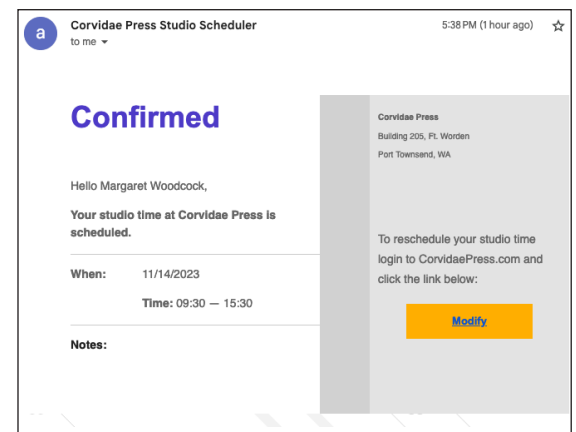 a
Corvidae Press Studio Scheduler
5:38 PM (1 hour ago)
to me
Confirmed
Hello Margaret Woodcock,
Your studio time at Corvidae Press is
scheduled.
When: 11/14/2023
Time: 09:30 — 15:30
Notes:
Corvidae Press
Building 205, Ft. Worden
Port Townsend, WA
To reschedule your studio time
login to CorvidaePress.com and
click the link below:
Modify